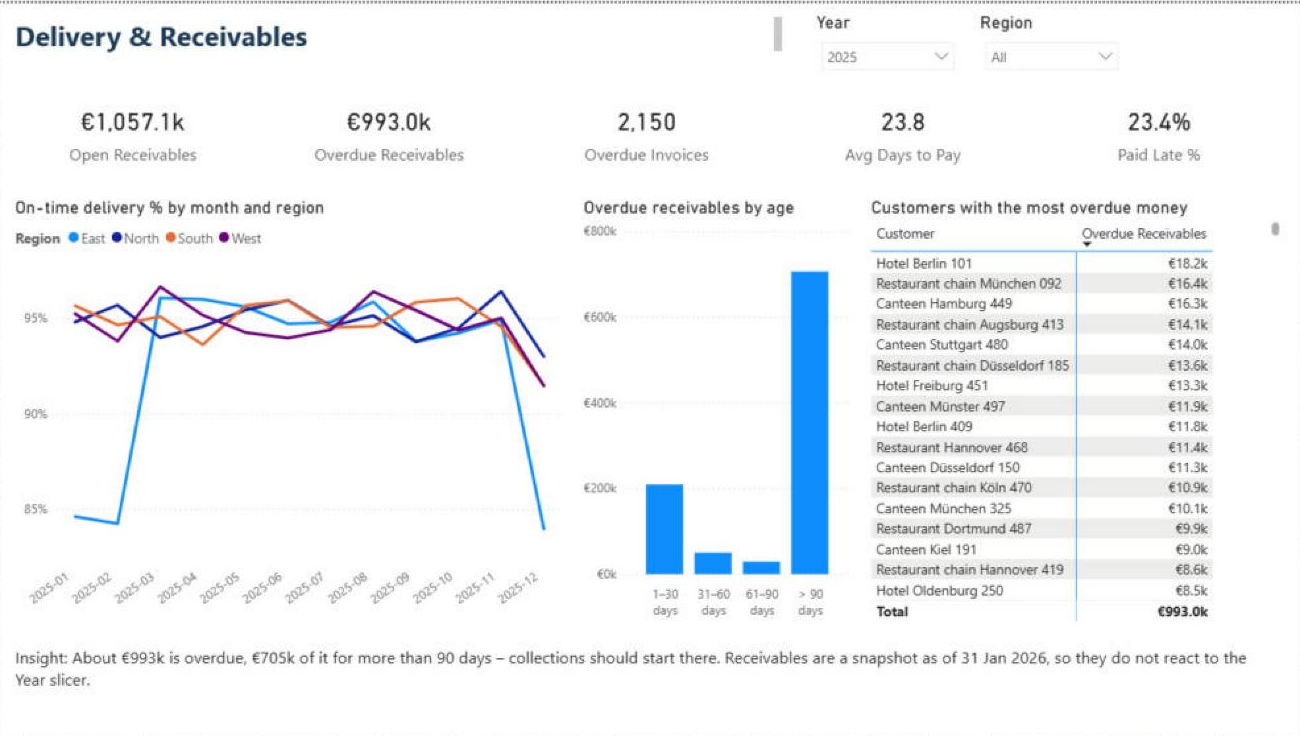 Delivery & Receivables
Year
Region
2025
All
€1,057.1k
Open Receivables
€993.0k
Overdue Receivables
2,150
Overdue Invoices
23.8
Avg Days to Pay
23.4%
Paid Late %
On-time delivery % by month and region
Region East North South West
95%
90%
85%
2025-01
2025-02
2025-03
2025-04
2025-05
2025-06
2025-07
2025-08
2025-09
2025-10
2025-11
2025-12
Overdue receivables by age
€800k
€600k
€400k
€200k
€0k
1–30 days
31–60 days
61–90 days
> 90 days
Customers with the most overdue money
Customer Overdue Receivables
Hotel Berlin 101 €18.2k
Restaurant chain München 092 €16.4k
Canteen Hamburg 449 €16.3k
Restaurant chain Augsburg 413 €14.1k
Canteen Stuttgart 480 €14.0k
Restaurant chain Düsseldorf 185 €13.6k
Hotel Freiburg 451 €13.3k
Canteen Münster 497 €11.9k
Hotel Berlin 409 €11.8k
Restaurant Hannover 468 €11.4k
Canteen Düsseldorf 150 €11.3k
Restaurant chain Köln 470 €10.9k
Canteen München 325 €10.1k
Restaurant Dortmund 487 €9.9k
Canteen Kiel 191 €9.0k
Restaurant chain Hannover 419 €8.6k
Hotel Oldenburg 250 €8.5k
Total €993.0k
Insight: About €993k is overdue, €705k of it for more than 90 days – collections should start there. Receivables are a snapshot as of 31 Jan 2026, so they do not react to the
Year slicer.